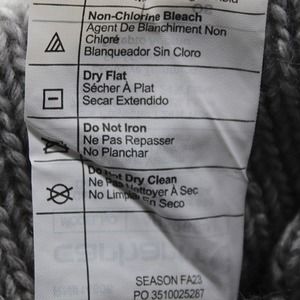 Non-Chlorine Bleach
Agent De Blanchiment Non
Chloré
Blanqueador Sin Cloro
Dry Flat
Sécher À Plat
Secar Extendido
Do Not Iron
Ne Pas Repasser
No Planchar
Do Not Dry Clean
Ne Pas Nettoyer À Sec
No Limpiar En Seco
SEASON FA23
PO 3510025287